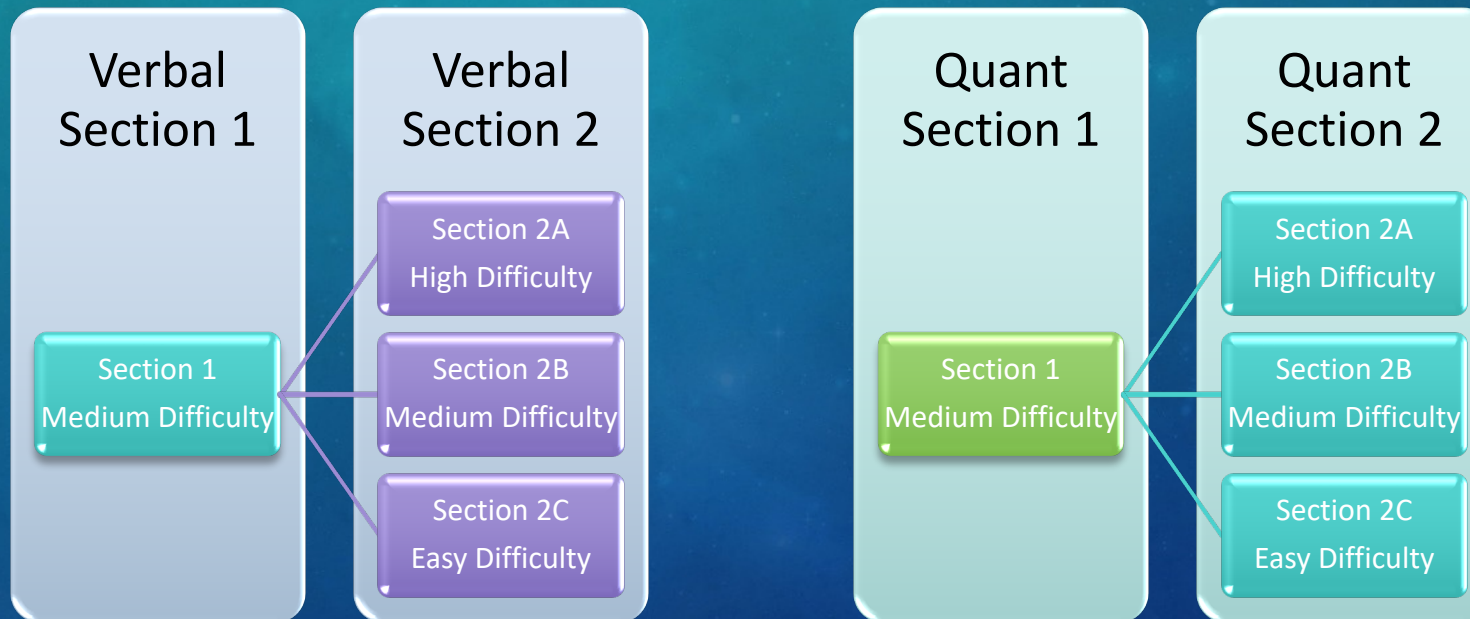 Verbal
Section 1
Section 1
Medium Difficulty
Verbal
Section 2
Section 2A
High Difficulty
Section 2B
Medium Difficulty
Section 2C
Easy Difficulty
Quant
Section 1
Section 1
Medium Difficulty
Quant
Section 2
Section 2A
High Difficulty
Section 2B
Medium Difficulty
Section 2C
Easy Difficulty